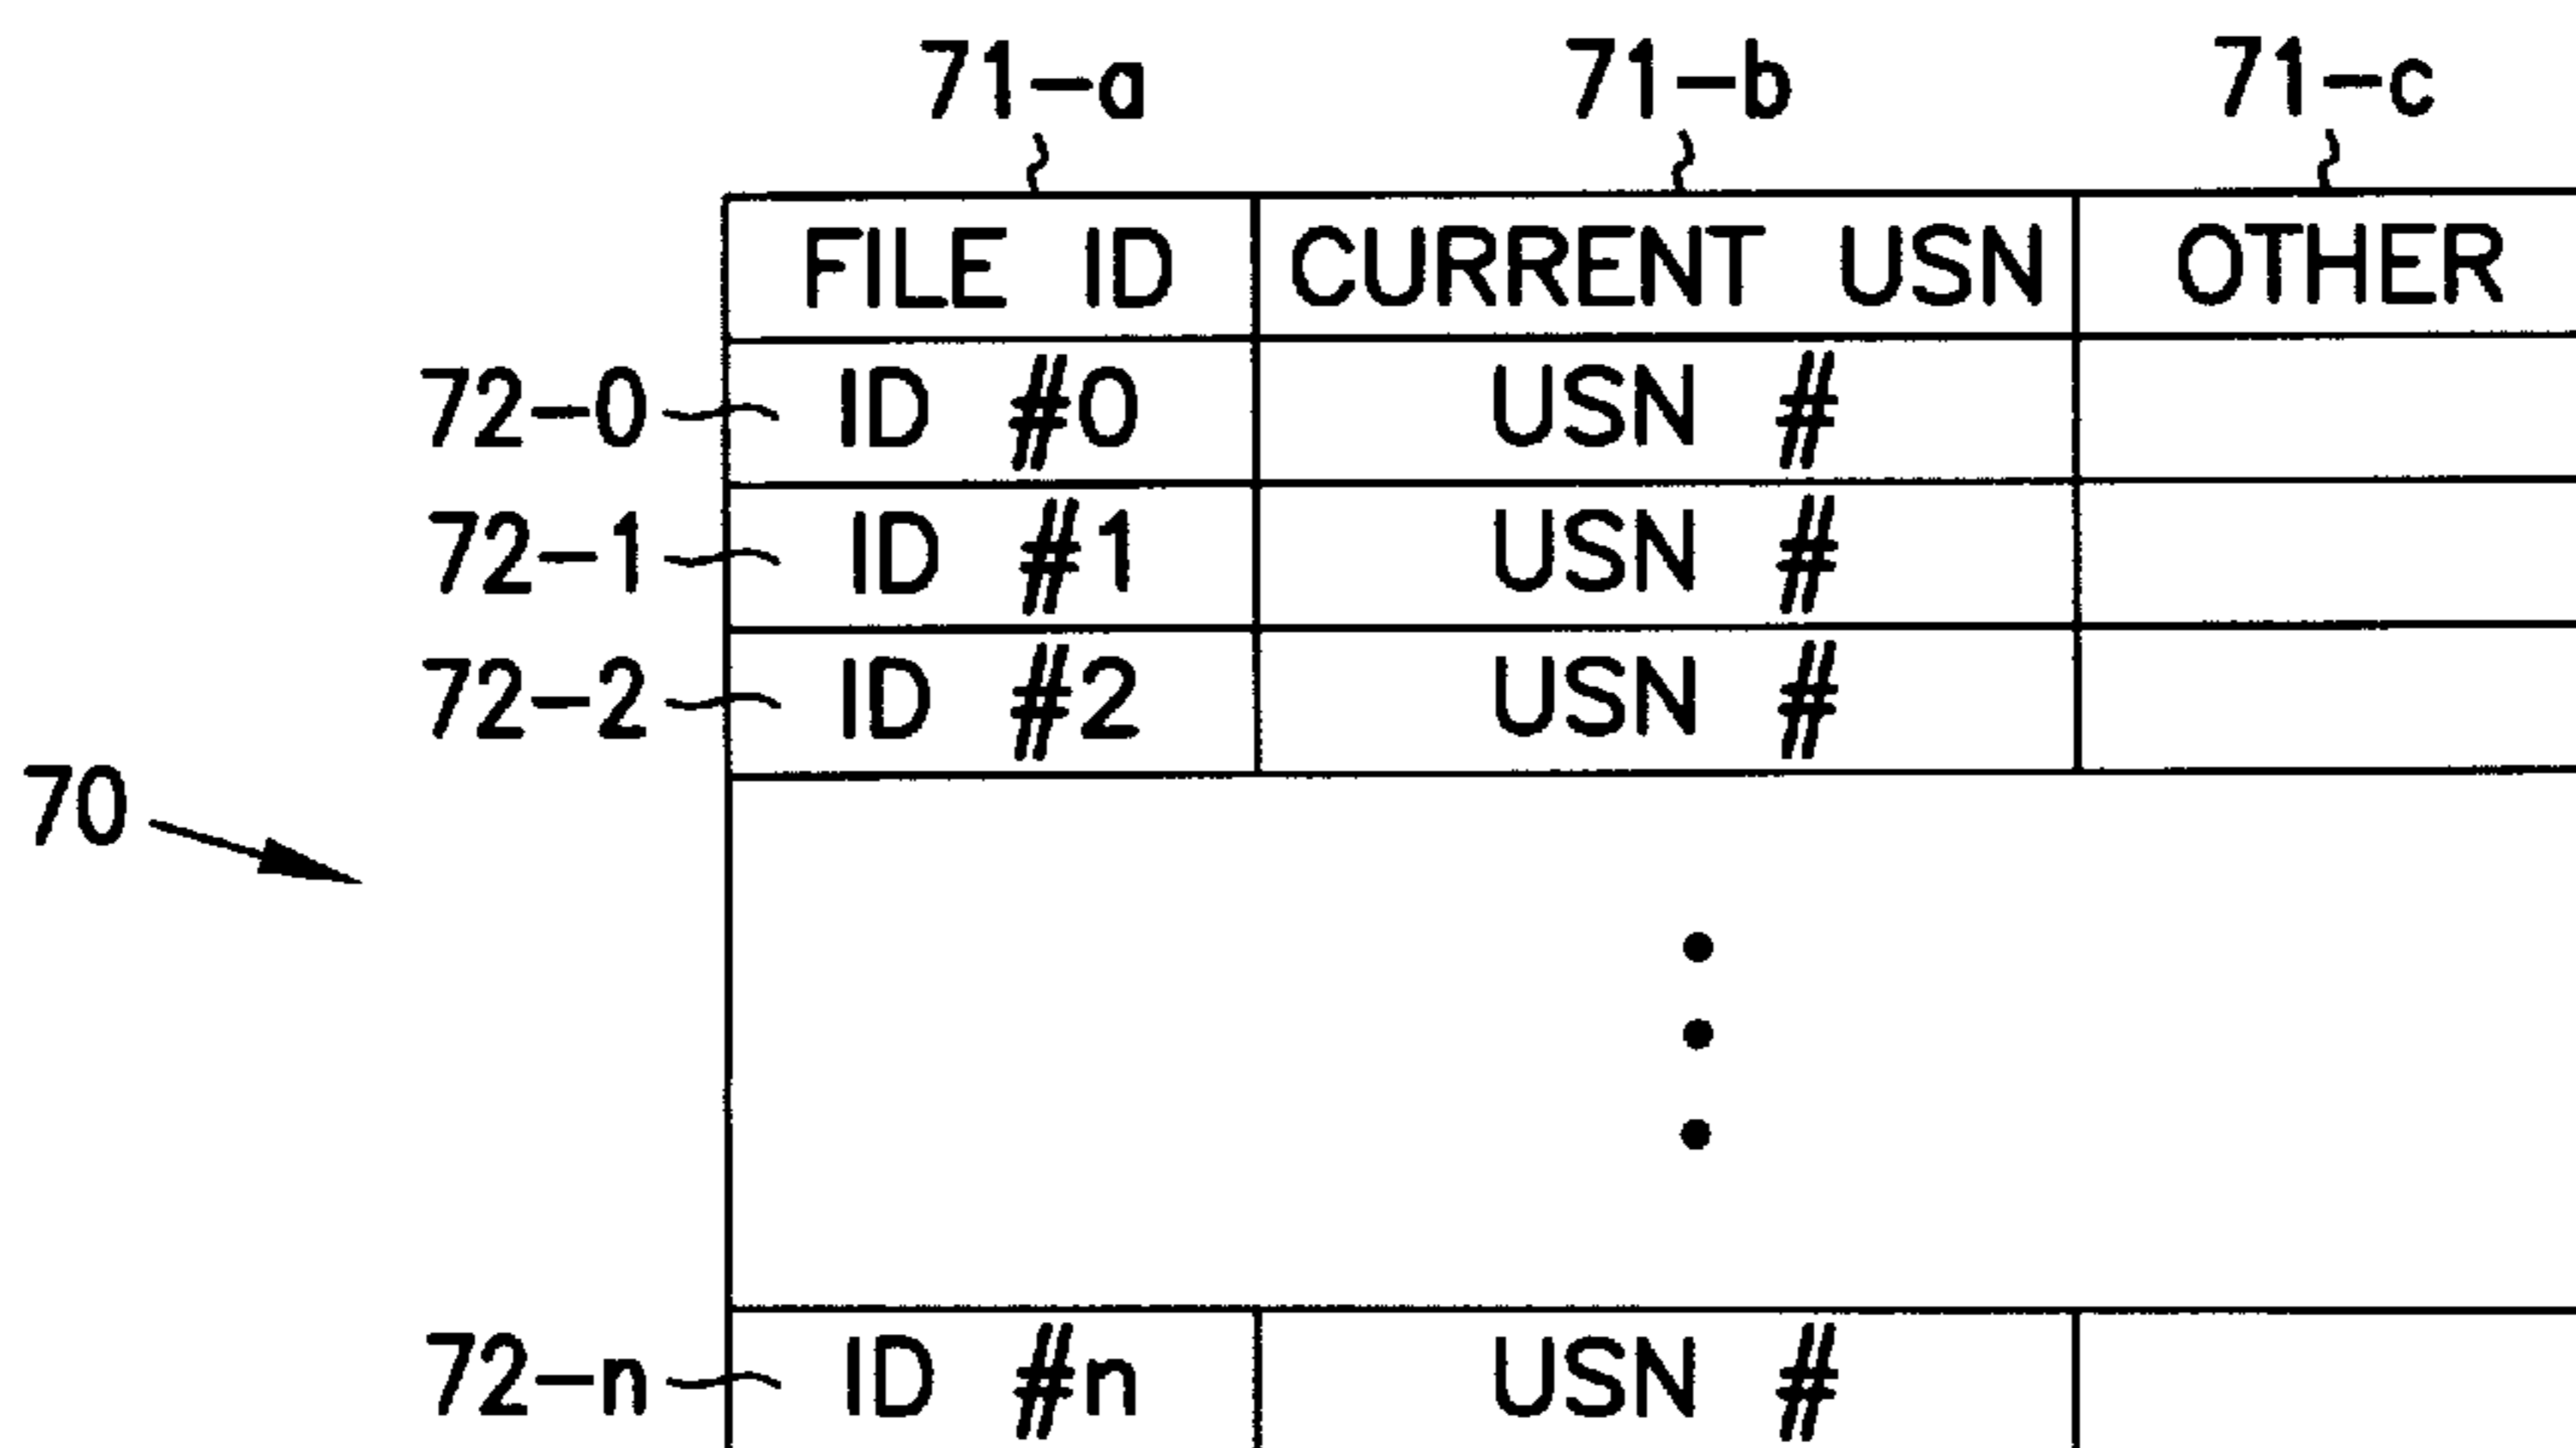 71-a 71-b 71-c
FILE ID CURRENT USN OTHER
72-0 ID #0 USN #
72-1 ID #1 USN #
72-2 ID #2 USN #
70
72-n ID #n USN #